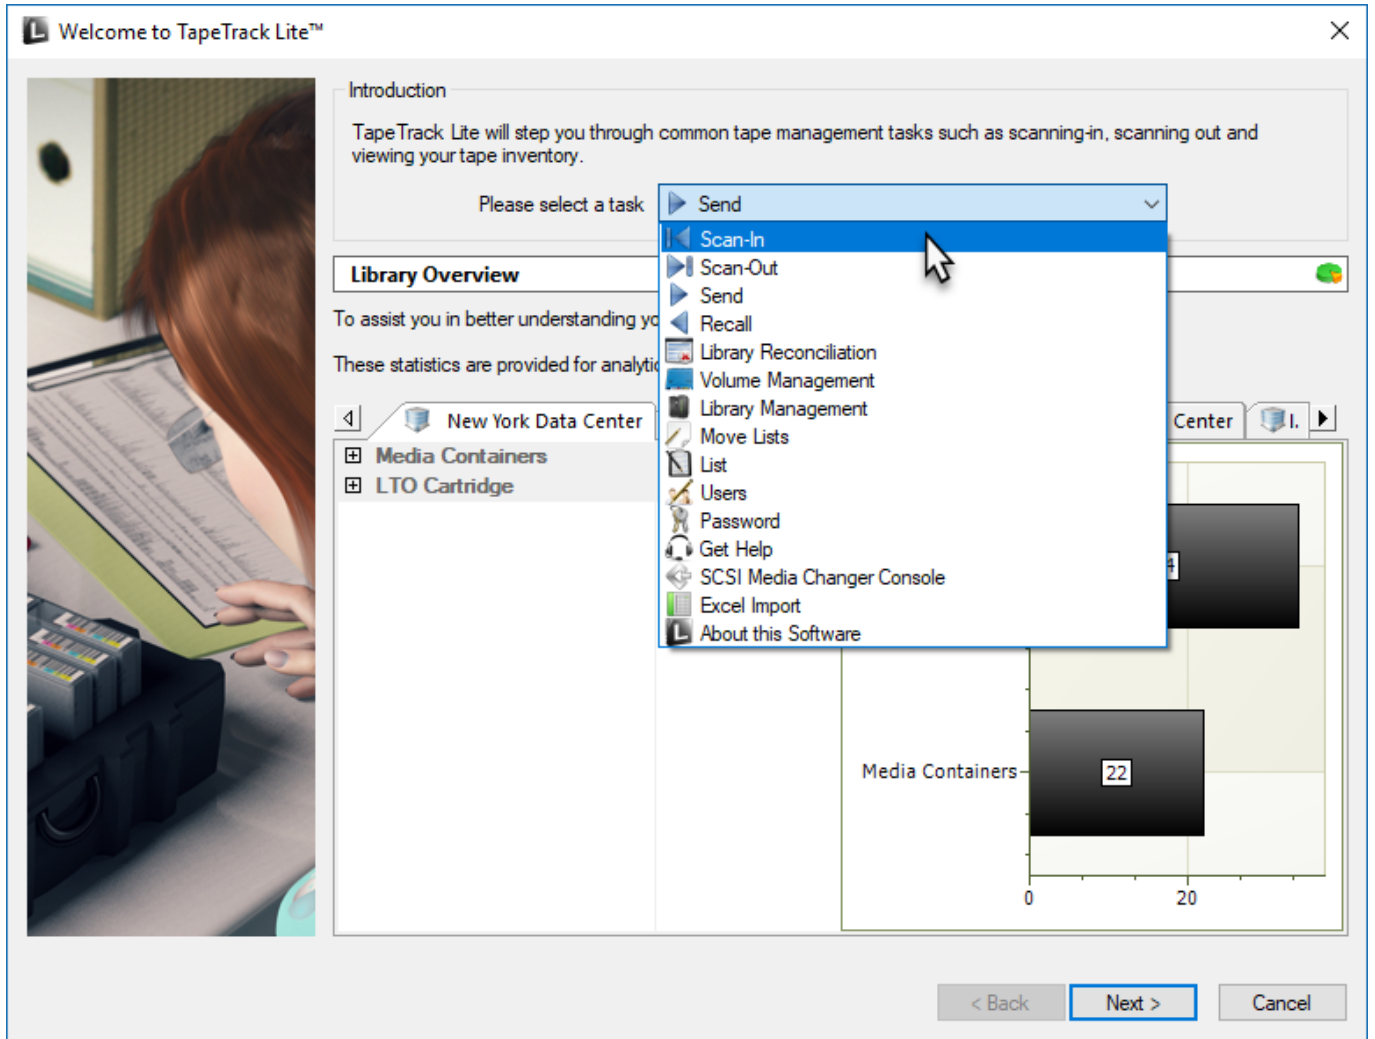 Welcome to TapeTrack Lite™
Introduction
TapeTrack Lite will step you through common tape management tasks such as scanning-in, scanning out and
viewing your tape inventory.
Please select a task
Send
Scan-In
Scan-Out
Send
Recall
Library Reconciliation
Volume Management
Library Management
Move Lists
List
Users
Password
Get Help
SCSI Media Changer Console
Excel Import
About this Software
Library Overview
To assist you in better understanding
These statistics are provided for
New York Data Center
Center
I.
Media Containers
LTO Cartridge
4
Media Containers
22
0
20
< Back
Next >
Cancel